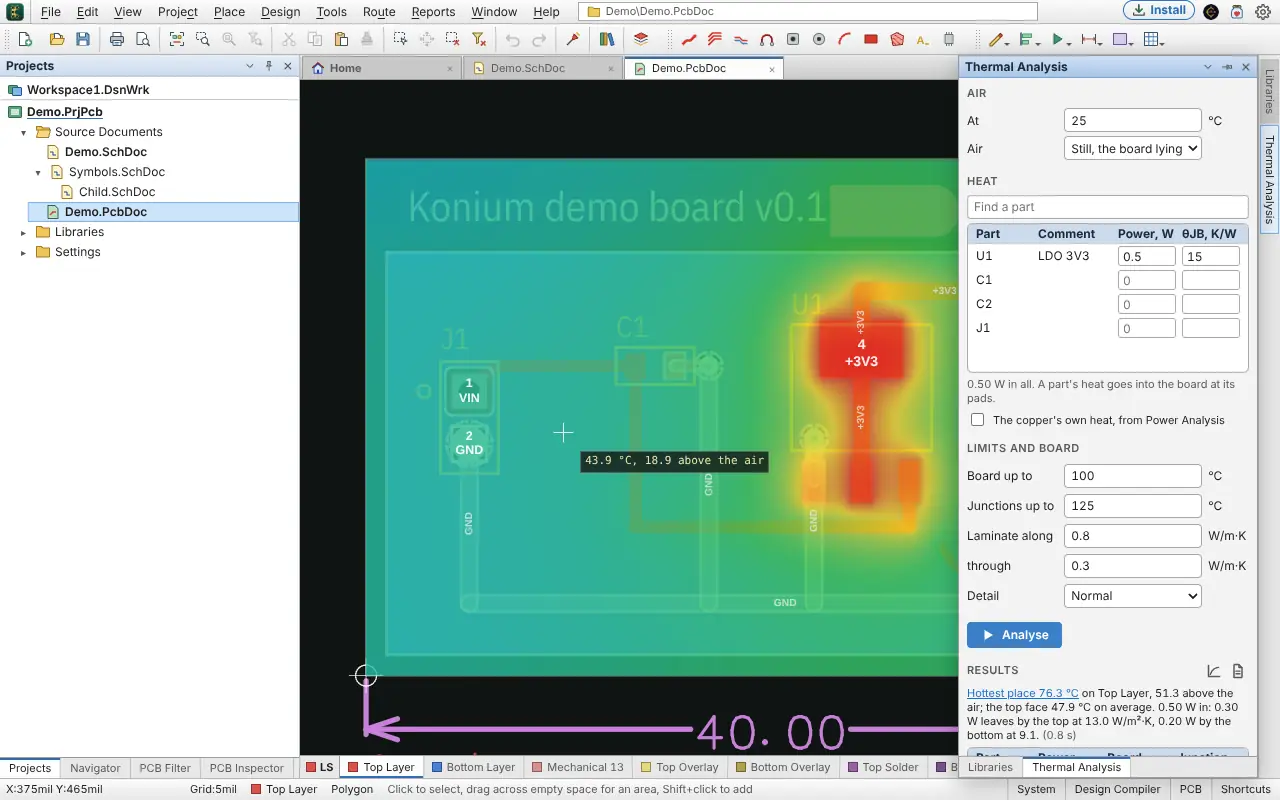 File Edit View Project Place Design Tools Route Reports Window Help Demo\Demo.PcbDoc Install
Projects
Workspace1.DsnWrk
Demo.PrjPcb
Source Documents
Demo.SchDoc
Symbols.SchDoc
Child.SchDoc
Demo.PcbDoc
Libraries
Settings
Home Demo.SchDoc Demo.PcbDoc
Konium demo board v0.1
J1
C1
U1
1
VIN
2
GND
GND
GND
GND
GND
+3V3
+3V3
4
+3V3
+3V3
43.9 °C, 18.9 above the air
40.00
Thermal Analysis
AIR
At 25 °C
Air Still, the board lying
HEAT
Find a part
Part Comment Power, W θJB, K/W
U1 LDO 3V3 0.5 15
C1 0
C2 0
J1 0
0.50 W in all. A part's heat goes into the board at its
pads.
The copper's own heat, from Power Analysis
LIMITS AND BOARD
Board up to 100 °C
Junctions up to 125 °C
Laminate along 0.8 W/m·K
through 0.3 W/m·K
Detail Normal
Analyse
RESULTS
Hottest place 76.3 °C on Top Layer, 51.3 above the
air; the top face 47.9 °C on average. 0.50 W in: 0.30
W leaves by the top at 13.0 W/m²·K, 0.20 W by the
bottom at 9.1. (0.8 s)
Libraries Thermal Analysis
Libraries
Thermal Analysis
Projects Navigator PCB Filter PCB Inspector
LS Top Layer Bottom Layer Mechanical 13 Top Overlay Bottom Overlay Top Solder
X:375mil Y:465mil Grid:5mil Top Layer Polygon Click to select, drag across empty space for an area, Shift+click to add
System Design Compiler PCB Shortcuts